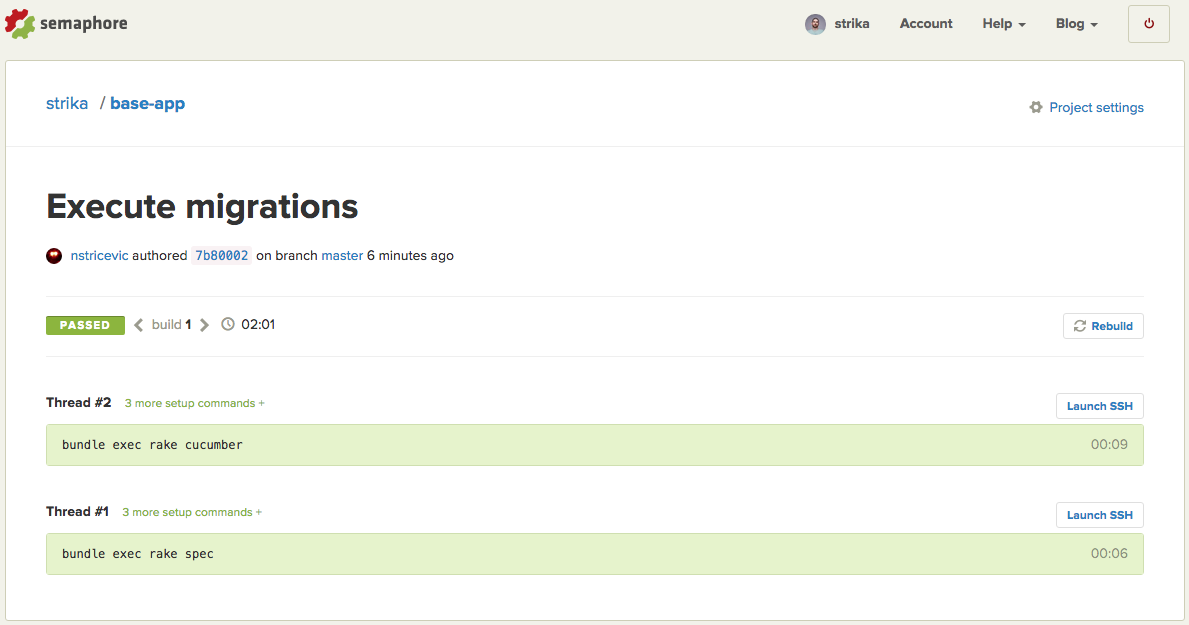 semaphore strika Account Help Blog
strika / base-app Project settings
Execute migrations
nstricevic authored 7b80002 on branch master 6 minutes ago
PASSED build 1 02:01 Rebuild
Thread #2 3 more setup commands + Launch SSH
bundle exec rake cucumber 00:09
Thread #1 3 more setup commands + Launch SSH
bundle exec rake spec 00:06